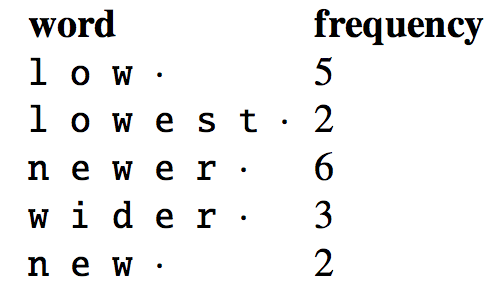 word frequency
l o w · 5
l o w e s t · 2
n e w e r · 6
w i d e r · 3
n e w · 2